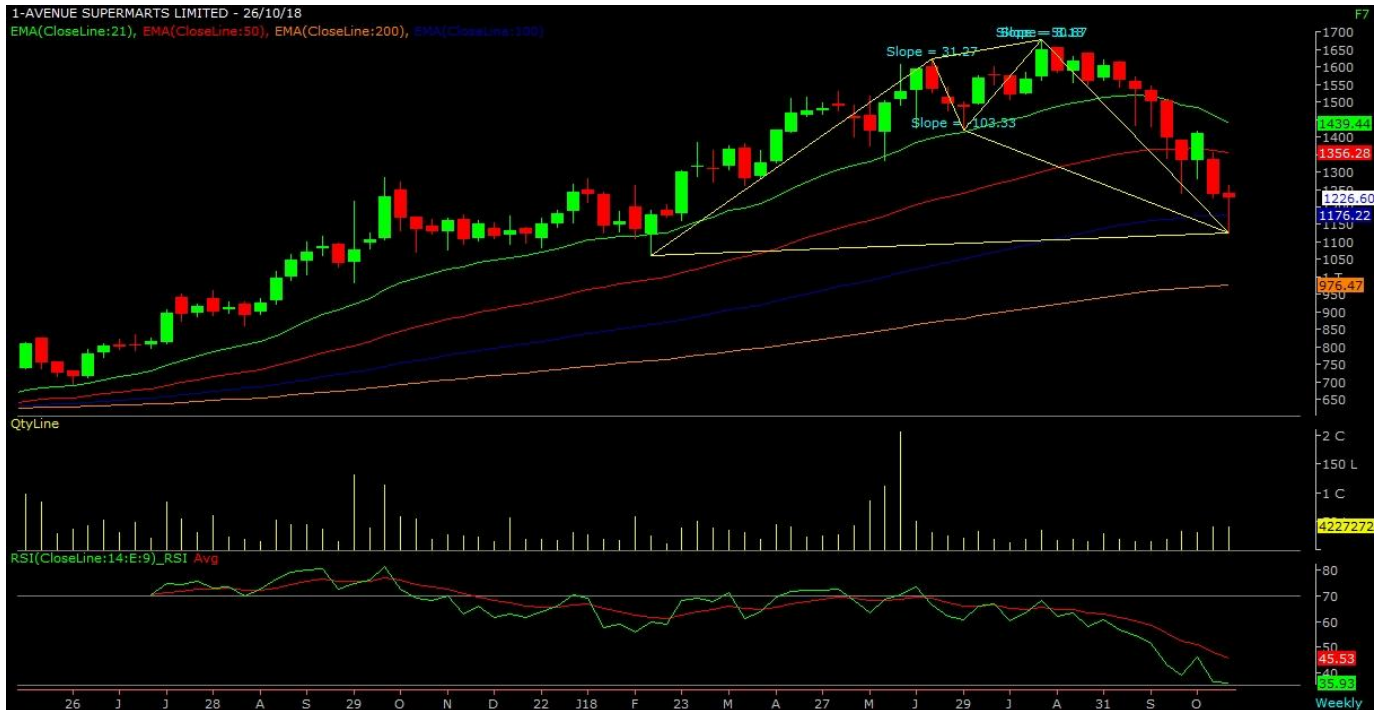 1-AVENUE SUPERMARTS LIMITED - 26/10/18
F7
EMA(CloseLine:21), EMA(CloseLine:50), EMA(CloseLine:200), EMA(CloseLine:100)
Slope = 31.27
Slope = -103.33
1700
1650
1600
1550
1500
1450
1439.44
1400
1356.28
1300
1250
1226.60
1176.22
1150
1100
1050
1 T
976.47
950
900
850
800
750
700
650
QtyLine
2 C
150 L
1 C
4227272
RSI(CloseLine:14:E:9)_RSI Avg
80
70
60
50
45.53
40
35.93
26 J J 28 A S 29 O N D 22 J18 F 23 M A 27 M J 29 J A 31 S O
Weekly